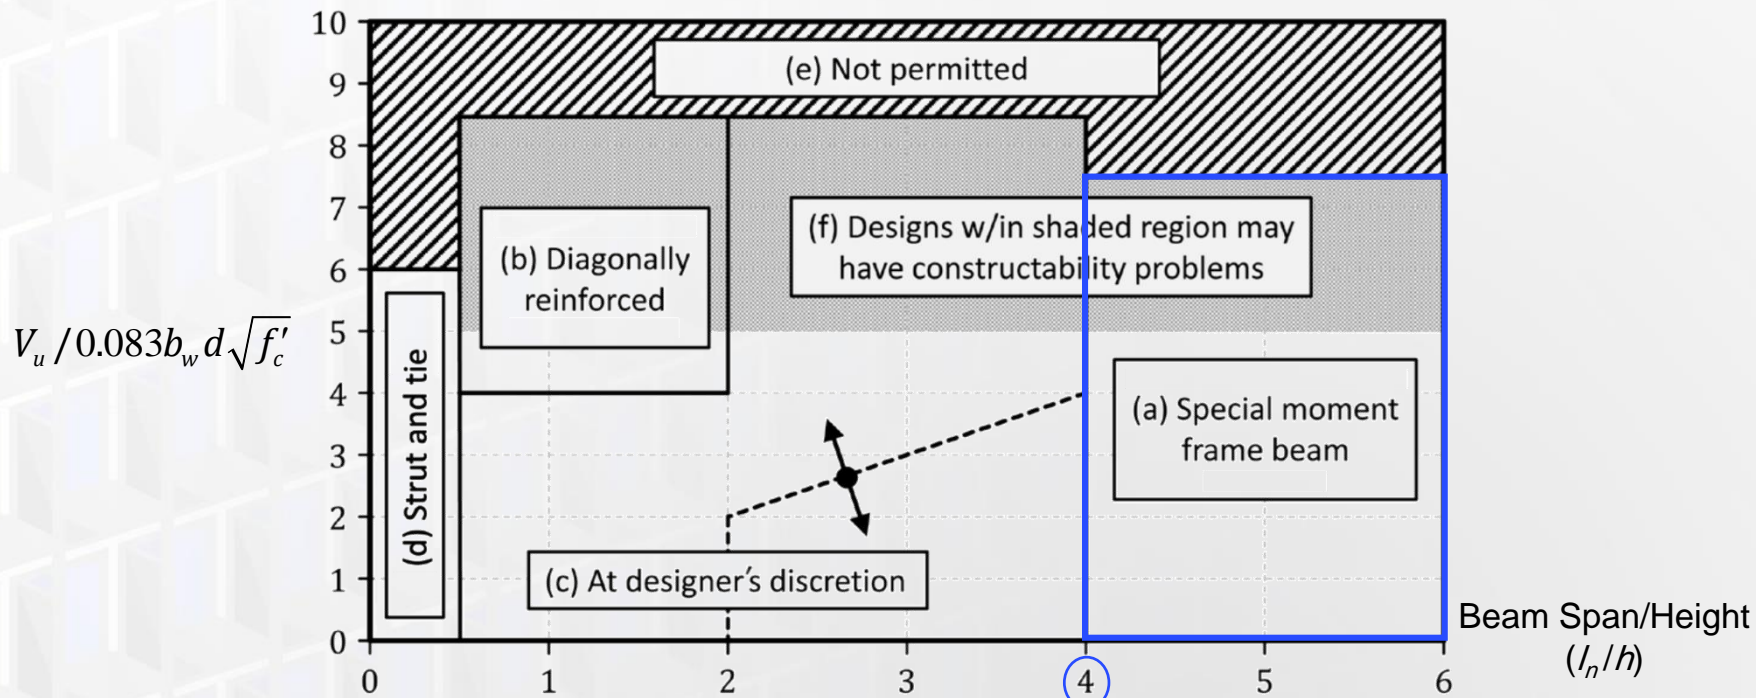 10
9
8
7
6
5
4
3
2
1
0
V_u /0.083b_w d√f'_c
(e) Not permitted
(b) Diagonally
reinforced
(f) Designs w/in shaded region may
have constructability problems
(d) Strut and tie
(a) Special moment
frame beam
(c) At designer's discretion
0 1 2 3 4 5 6
Beam Span/Height
(l_n/h)